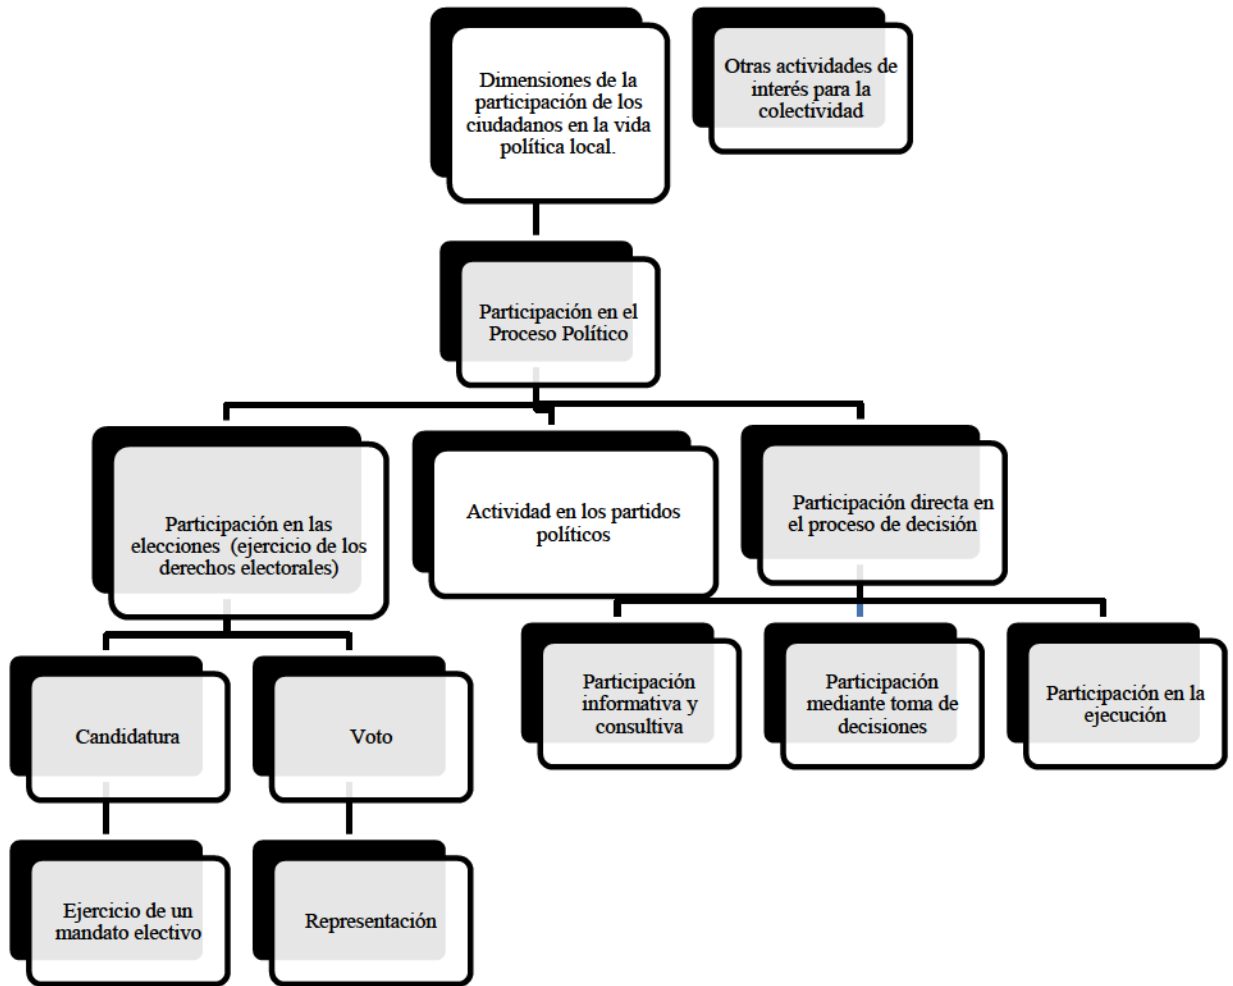 Dimensiones de la
participación de los
ciudadanos en la vida
política local.
Otras actividades de
interés para la
colectividad
Participación en el
Proceso Político
Participación en las
elecciones (ejercicio de los
derechos electorales)
Actividad en los partidos
políticos
Participación directa en
el proceso de decisión
Candidatura
Voto
Participación
informativa y
consultiva
Participación
mediante toma de
decisiones
Participación en la
ejecución
Ejercicio de un
mandato electivo
Representación